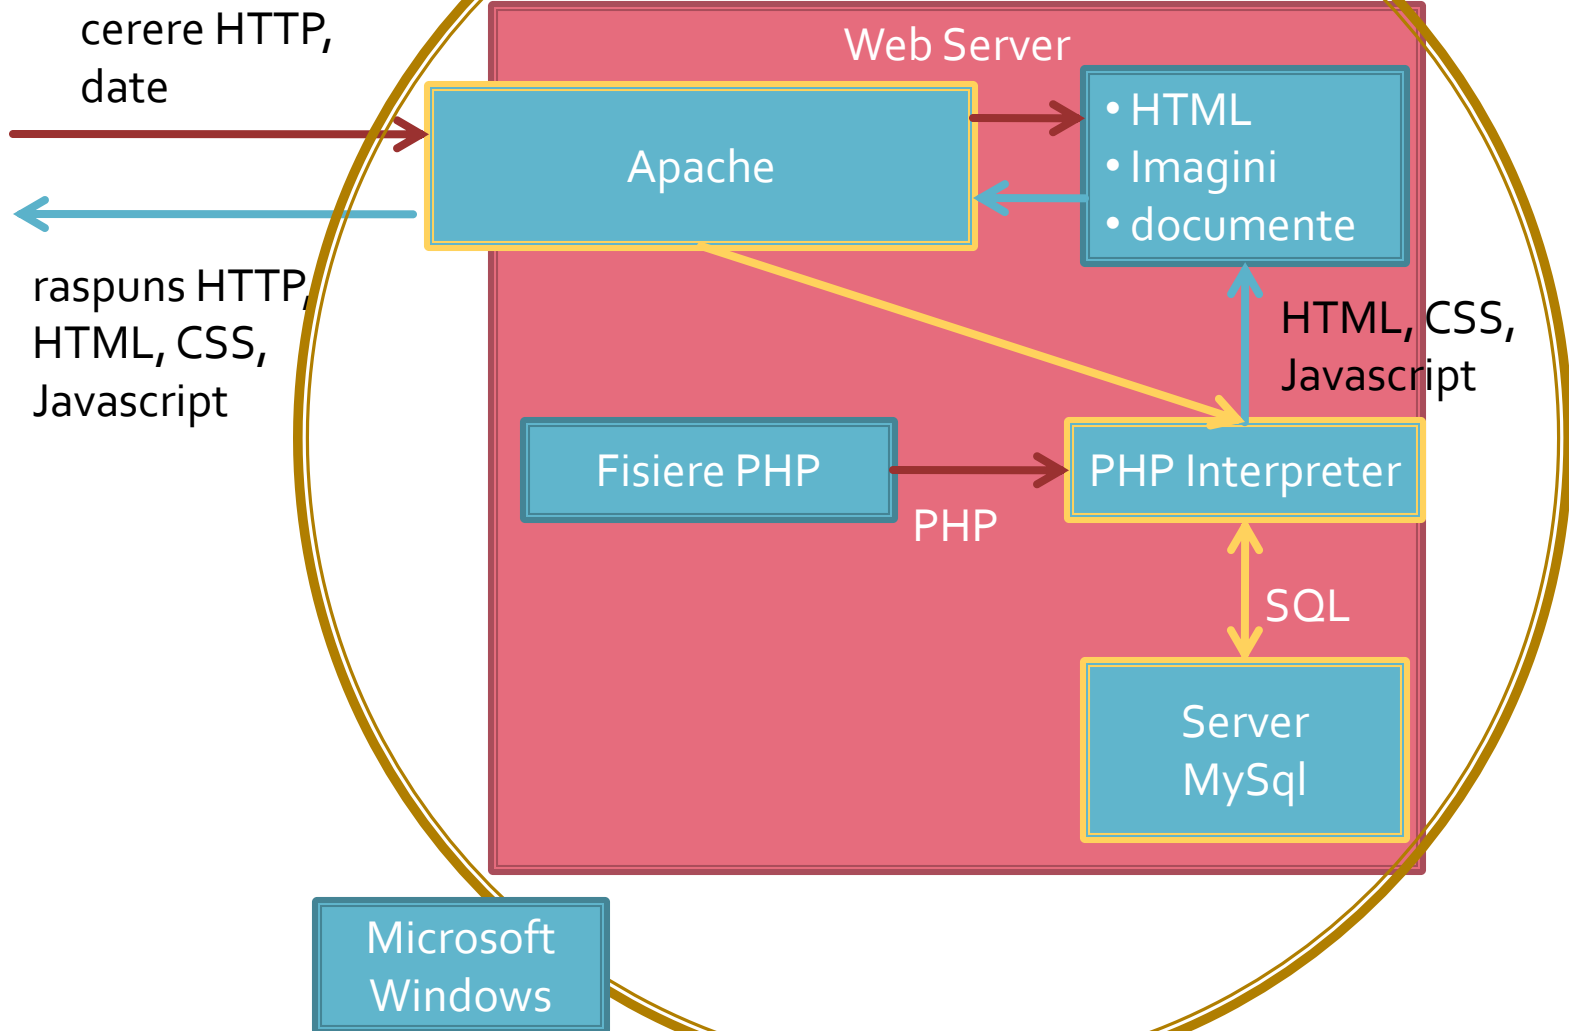 cerere HTTP,
date
Web Server
Apache
• HTML
• Imagini
• documente
raspuns HTTP,
HTML, CSS,
Javascript
HTML, CSS,
Javascript
Fisiere PHP
PHP
PHP Interpreter
SQL
Server
MySql
Microsoft
Windows